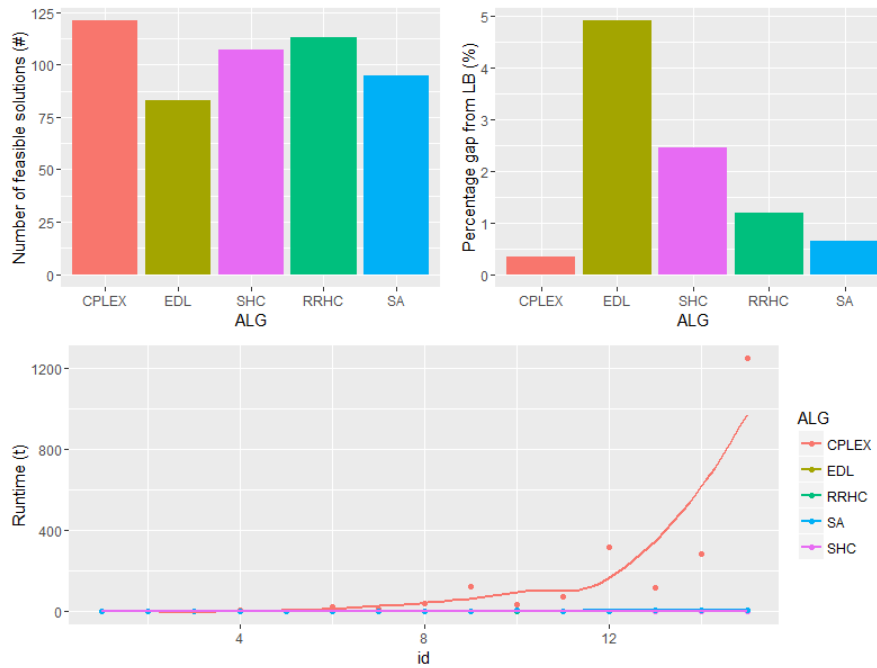 Number of feasible solutions (#)
125
100
75
50
25
0
CPLEX EDL SHC RRHC SA
ALG
Percentage gap from LB (%)
5
4
3
2
1
0
CPLEX EDL SHC RRHC SA
ALG
Runtime (t)
1200
800
400
0
4 8 12
id
ALG
CPLEX
EDL
RRHC
SA
SHC